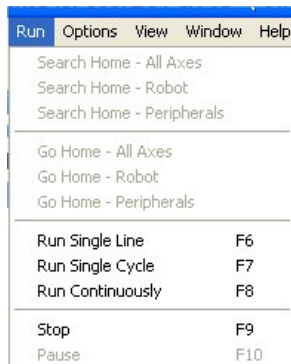 Run Options View Window Help
Search Home - All Axes
Search Home - Robot
Search Home - Peripherals
Go Home - All Axes
Go Home - Robot
Go Home - Peripherals
Run Single Line F6
Run Single Cycle F7
Run Continuously F8
Stop F9
Pause F10